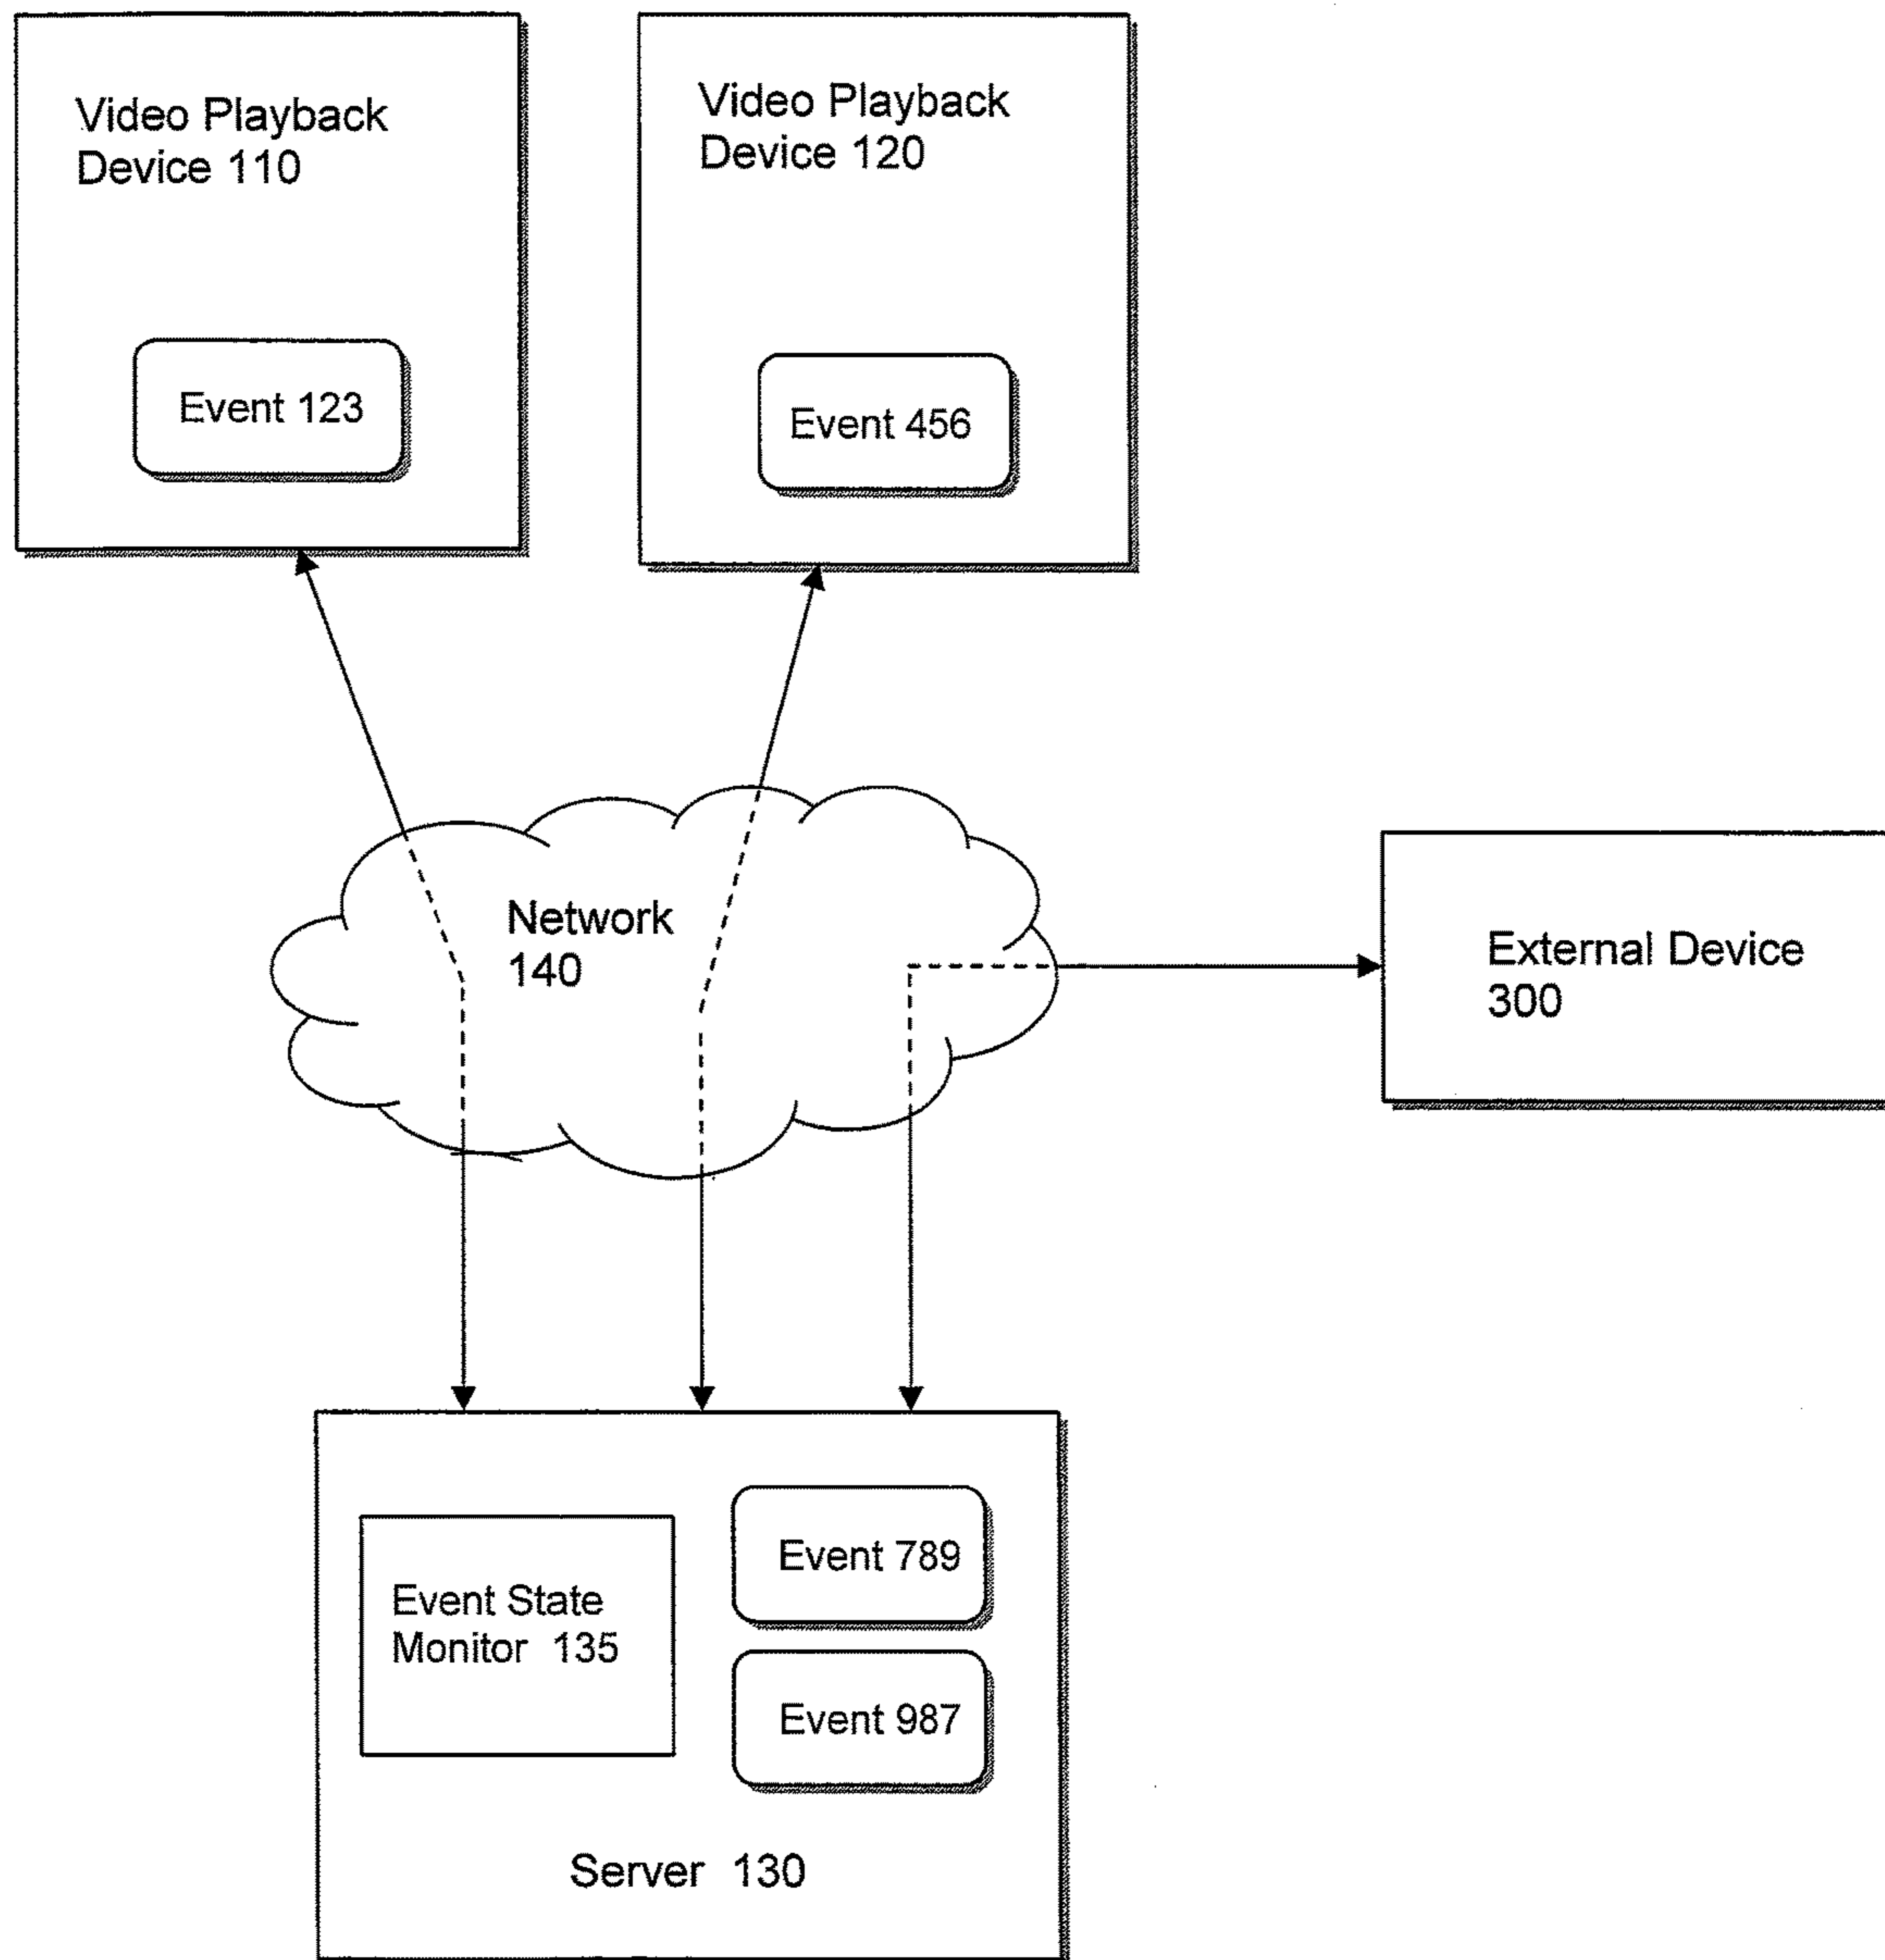 Video Playback
Device 110
Event 123
Video Playback
Device 120
Event 456
Network
140
External Device
300
Event State
Monitor 135
Event 789
Event 987
Server 130